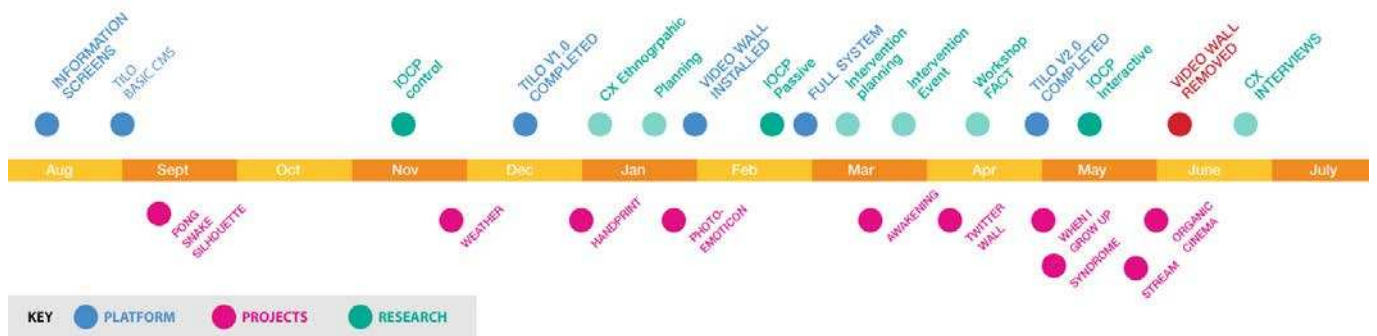 INFORMATION
SCREENS
TILO
BASIC CMS
IOCP
control
TILO V1.0
COMPLETED
CX Ethnogrpahic
Planning
VIDEO WALL
INSTALLED
IOCP
Passive
FULL SYSTEM
Intervention
planning
Intervention
Event
Workshop
FACT
TILO V2.0
COMPLETED
IOCP
Interactive
VIDEO WALL
REMOVED
CX
INTERVIEWS
Aug Sept Oct Nov Dec Jan Feb Mar Apr May June July
PONG
SNAKE
SILHOUETTE
WEATHER
HANDPRINT
PHOTO-
EMOTICON
AWAKENING
TWITTER
WALL
WHEN I
GROW UP
SYNDROME
STREAM
ORGANIC
CINEMA
KEY PLATFORM PROJECTS RESEARCH